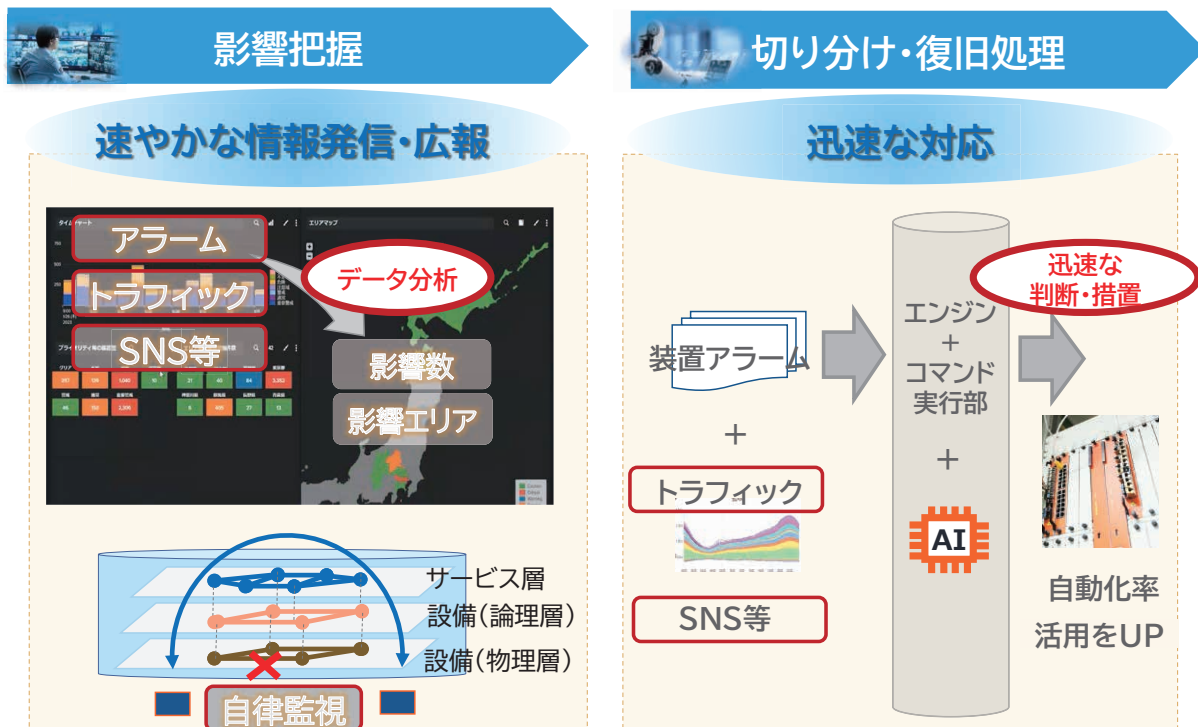 影響把握
速やかな情報発信・広報
アラーム
トラフィック
SNS等
データ分析
エリアマップ
影響数
影響エリア
サービス層
設備(論理層)
設備(物理層)
自律監視
切り分け・復旧処理
迅速な対応
装置アラーム
+
トラフィック
SNS等
エンジン
+
コマンド
実行部
+
AI
迅速な
判断・措置
自動化率
活用をUP